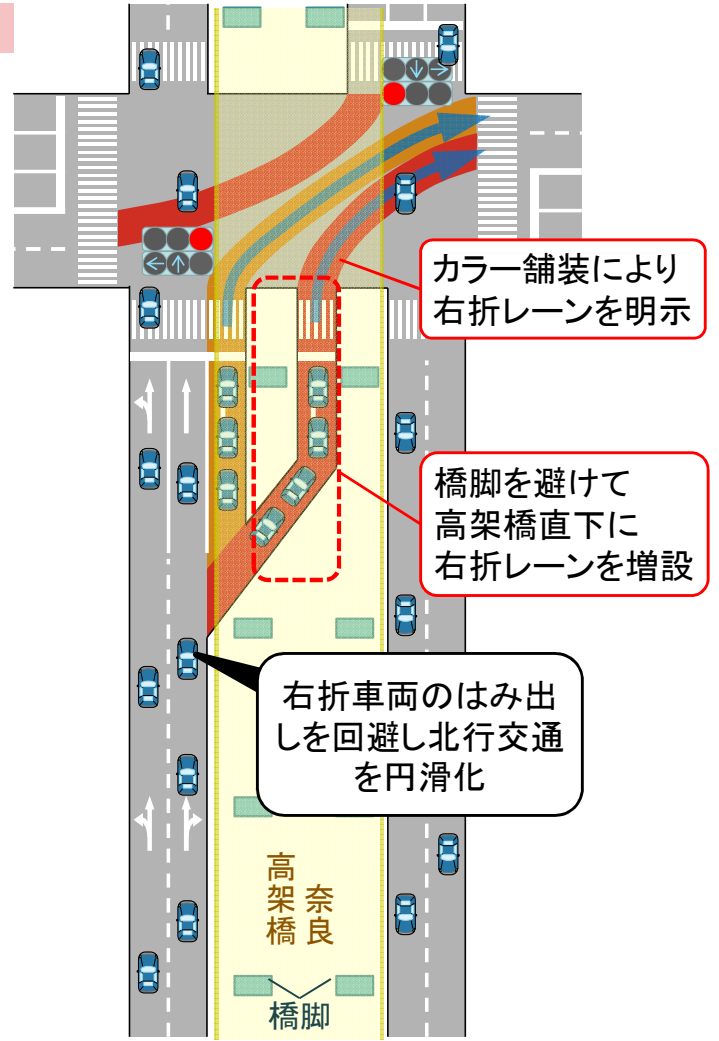 カラー舗装により
右折レーンを明示
橋脚を避けて
高架橋直下に
右折レーンを増設
右折車両のはみ出
しを回避し北行交通
を円滑化
奈良
高架橋
橋脚